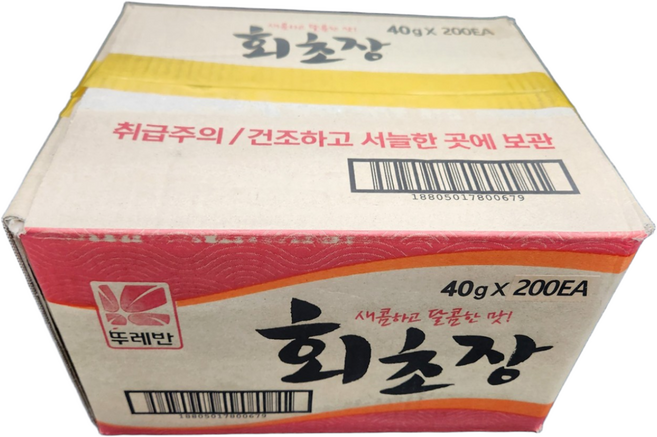 새콤하고 달콤한 맛!
회초장
40g X 200EA
취급주의 / 건조하고 서늘한 곳에 보관
18805017800679
40g X 200EA
새콤하고 달콤한 맛!
회초장
뚜레반
18805017800679